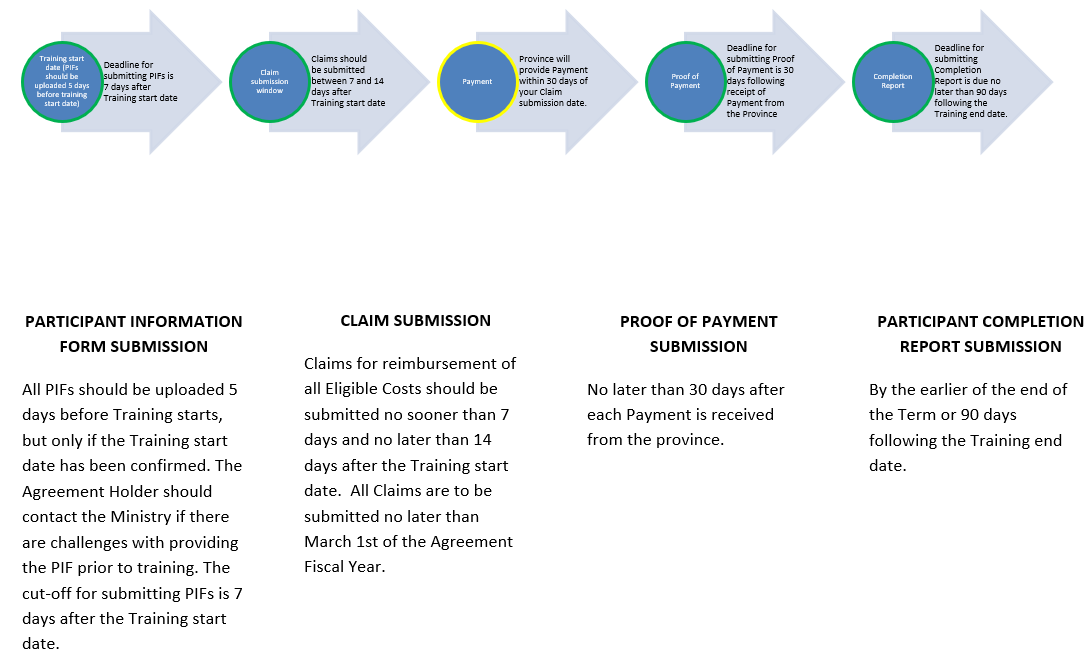 Training start
date (PIFs
should be
uploaded 5 days
before training
start date)
Deadline for
submitting PIFs is
7 days after
Training start date
Claim
submission
window
Claims should
be submitted
between 7 and 14
days after
Training start date
Payment
Province will
provide Payment
within 30 days of
your Claim
submission date.
Proof of
Payment
Deadline for
submitting Proof
of Payment is 30
days following
receipt of
Payment from
the Province
Completion
Report
Deadline for
submitting
Completion
Report is due no
later than 90 days
following the
Training end date.
PARTICIPANT INFORMATION
FORM SUBMISSION
All PIFs should be uploaded 5
days before Training starts,
but only if the Training start
date has been confirmed. The
Agreement Holder should
contact the Ministry if there
are challenges with providing
the PIF prior to training. The
cut-off for submitting PIFs is 7
days after the Training start
date.
CLAIM SUBMISSION
Claims for reimbursement of
all Eligible Costs should be
submitted no sooner than 7
days and no later than 14
days after the Training start
date.  All Claims are to be
submitted no later than
March 1st of the Agreement
Fiscal Year.
PROOF OF PAYMENT
SUBMISSION
No later than 30 days after
each Payment is received
from the province.
PARTICIPANT COMPLETION
REPORT SUBMISSION
By the earlier of the end of
the Term or 90 days
following the Training end
date.